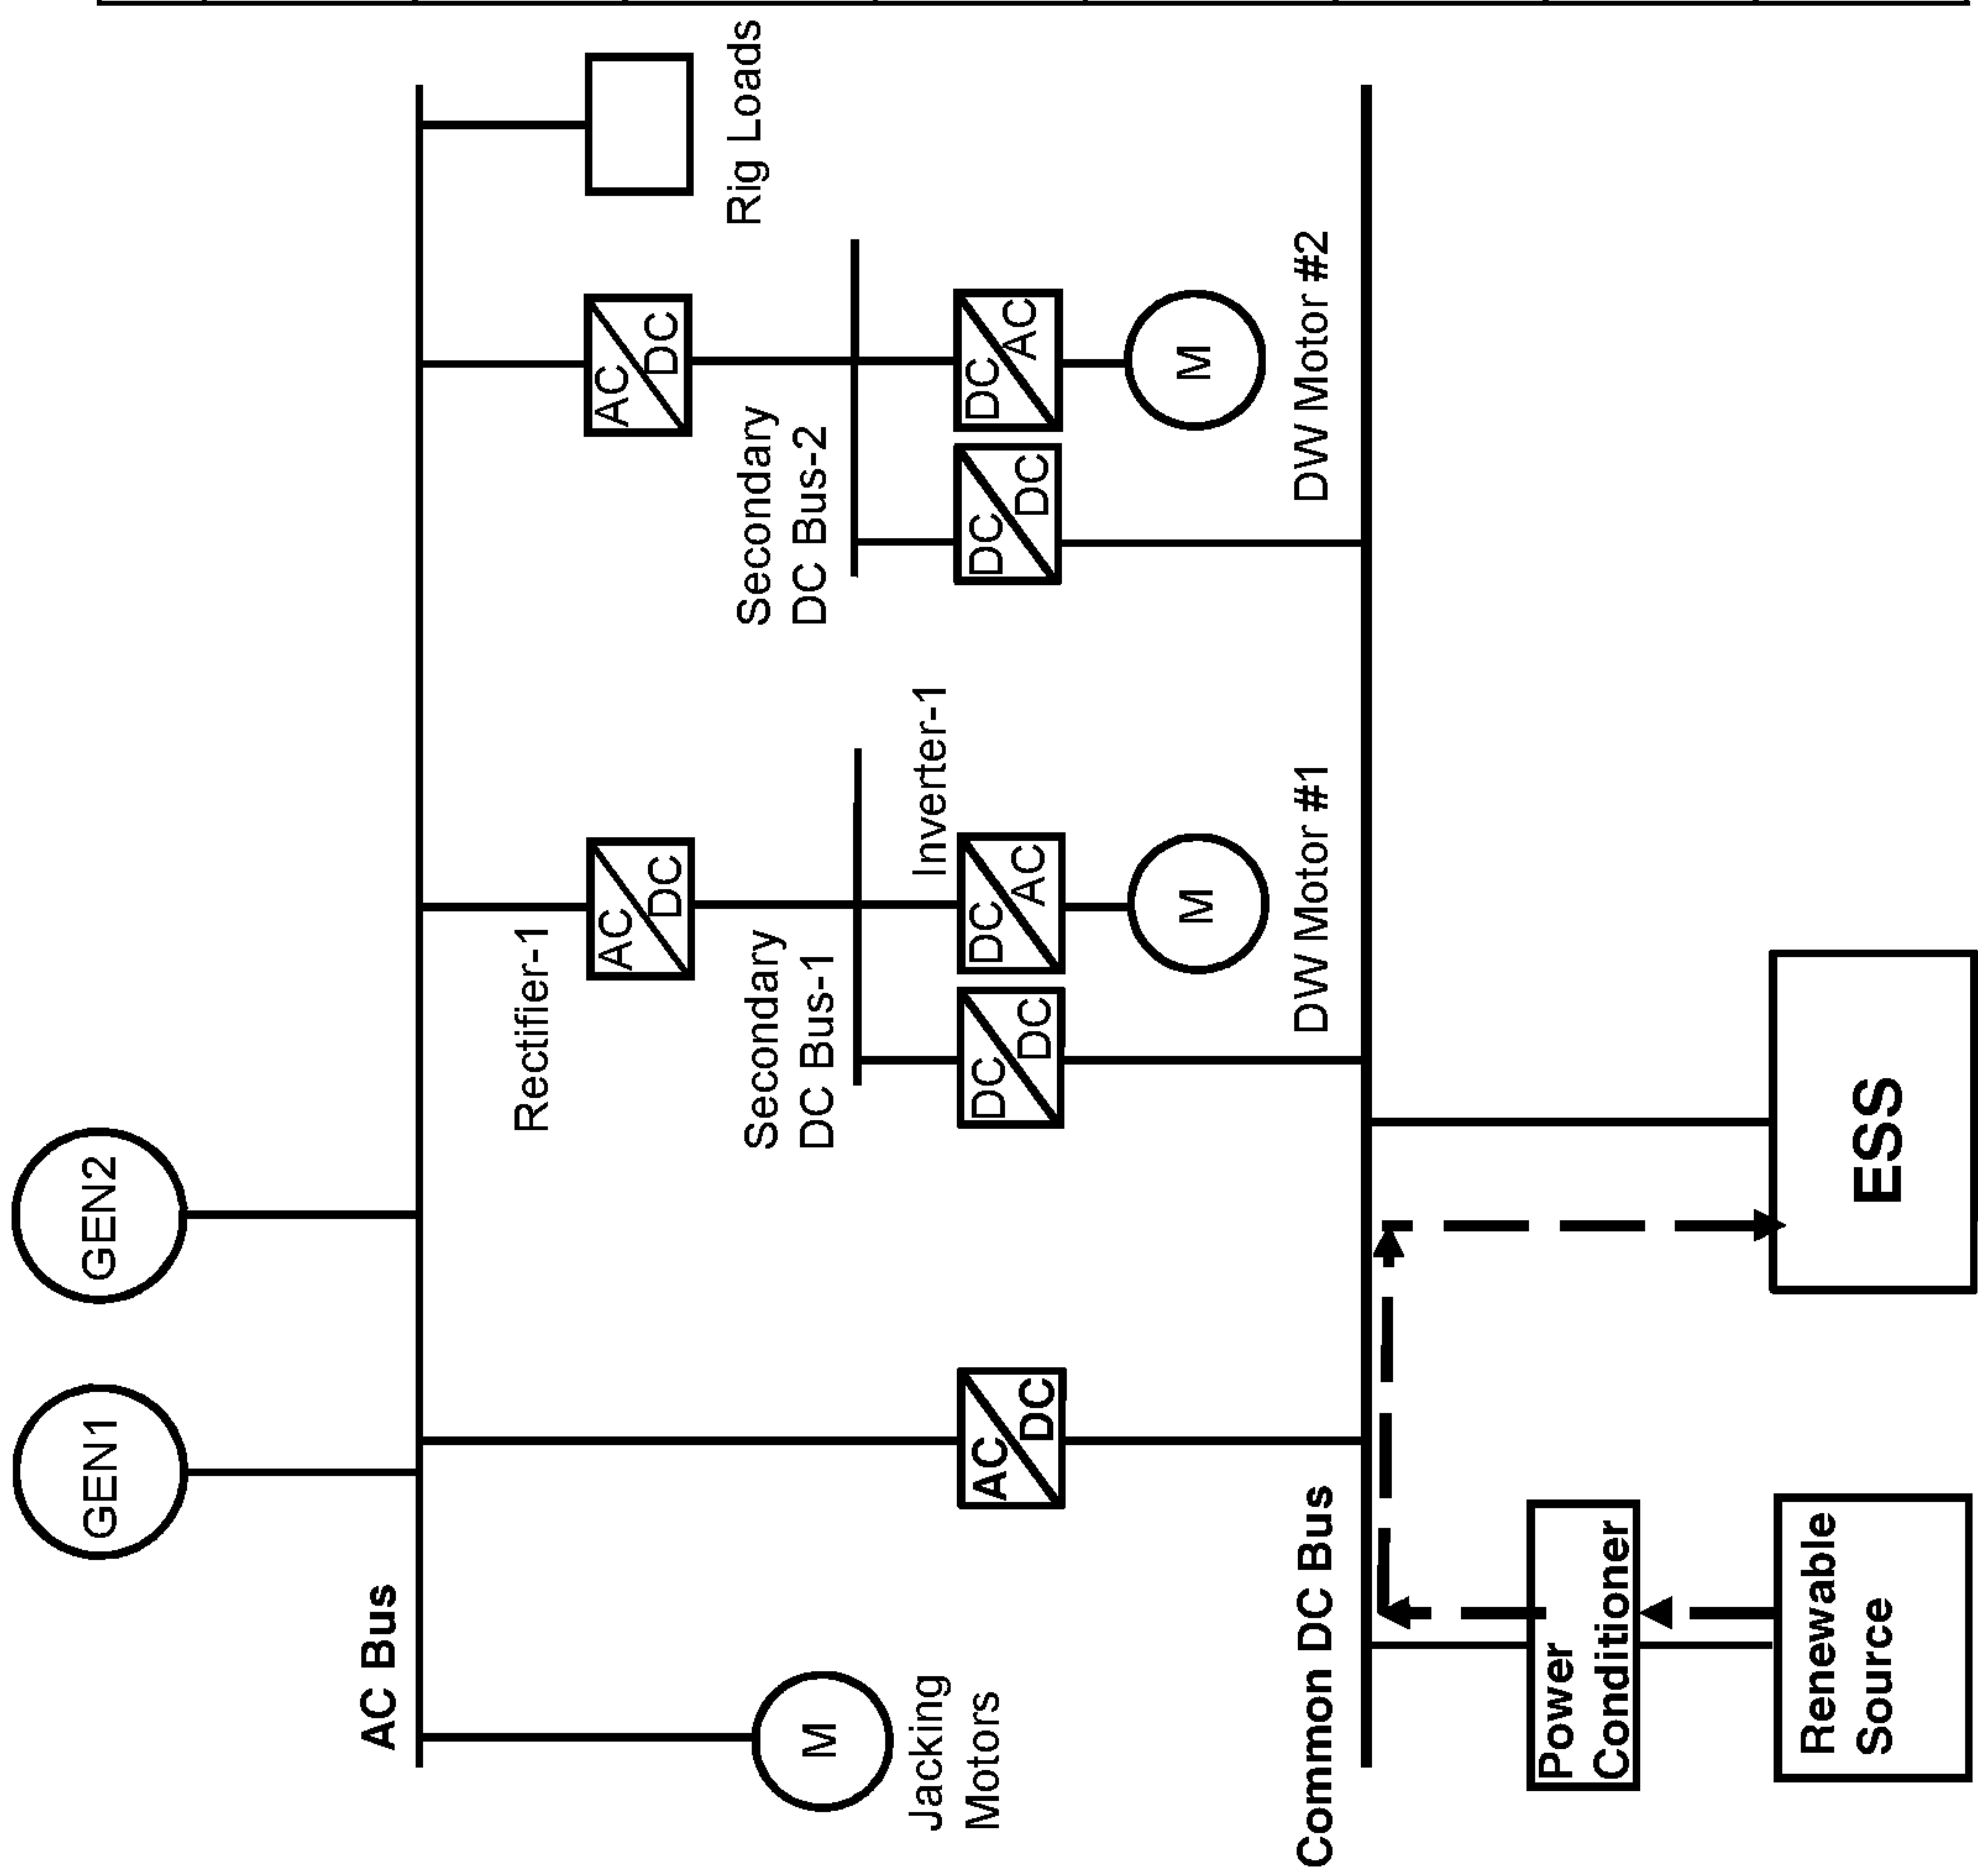 GEN1
GEN2
AC Bus
Rectifier-1
AC
DC
AC
DC
Rig Loads
Secondary
DC Bus-1
Secondary
DC Bus-2
M
Jacking
Motors
AC
DC
DC
DC
Inverter-1
DC
AC
DC
DC
DC
AC
M
M
DW Motor #1
DW Motor #2
Common DC Bus
Power
Conditioner
Renewable
Source
ESS